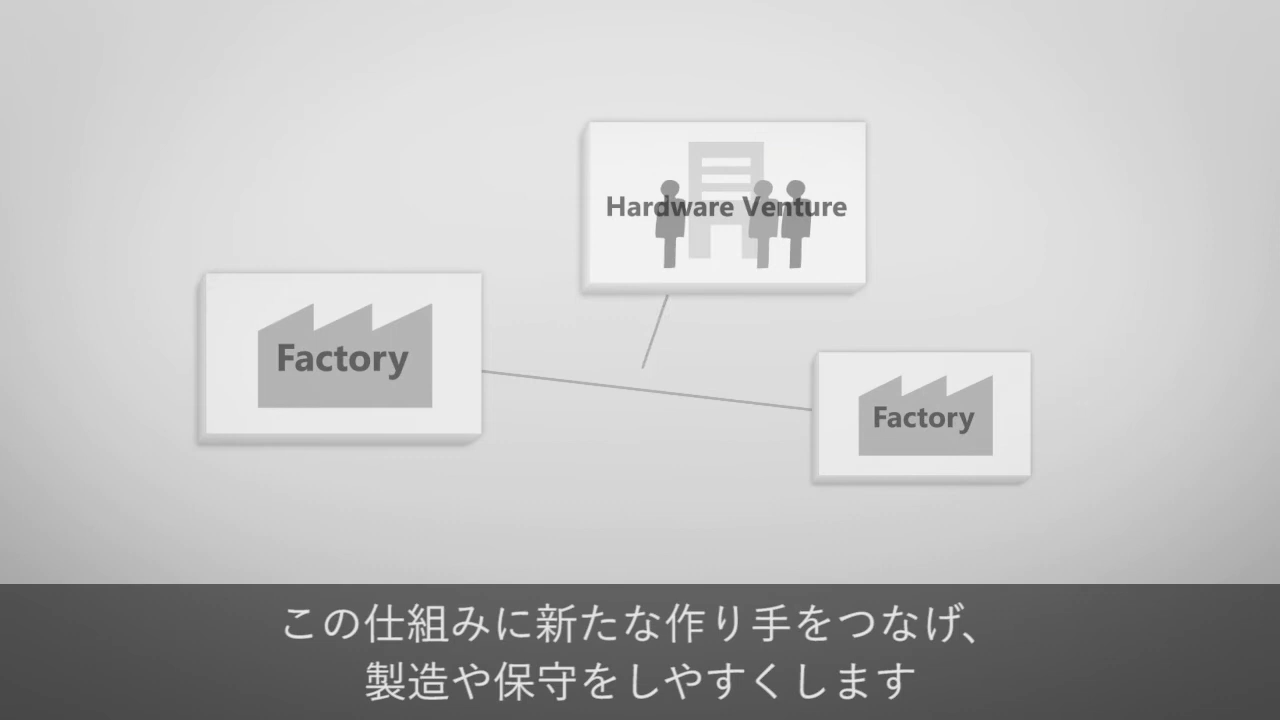 Hardware Venture
Factory
Factory
この仕組みに新たな作り手をつなげ、
製造や保守をしやすくします